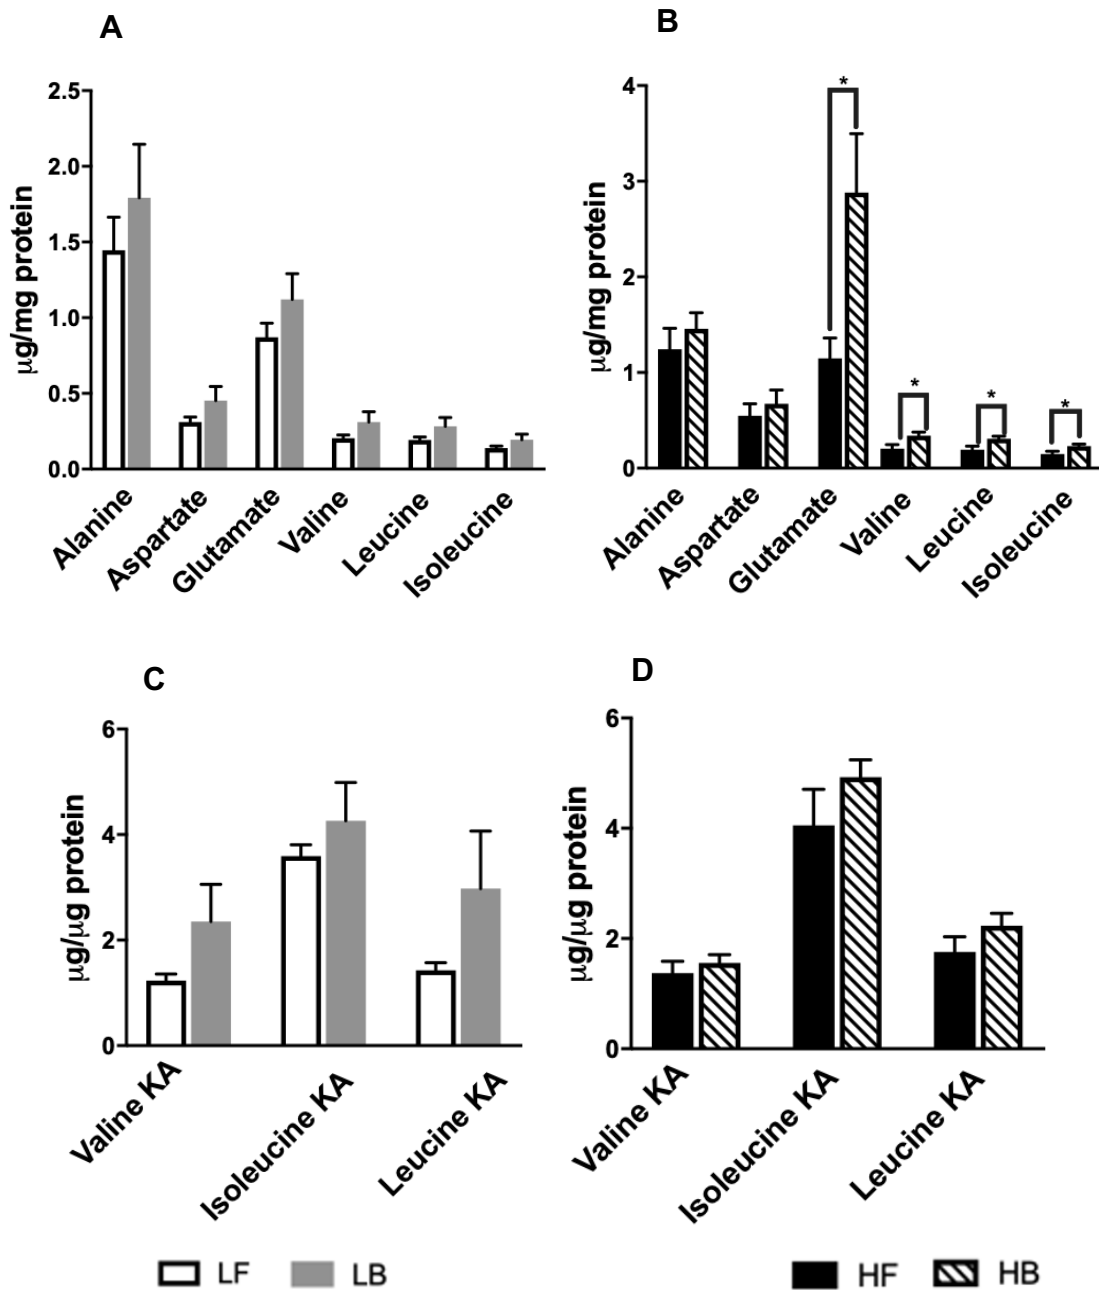 A
μg/mg protein
2.5
2.0
1.5
1.0
0.5
0.0
Alanine
Aspartate
Glutamate
Valine
Leucine
Isoleucine
B
μg/mg protein
4
3
2
1
0
*
*
*
*
Alanine
Aspartate
Glutamate
Valine
Leucine
Isoleucine
C
μg/μg protein
6
4
2
0
Valine KA
Isoleucine KA
Leucine KA
D
μg/μg protein
6
4
2
0
Valine KA
Isoleucine KA
Leucine KA
LF
LB
HF
HB